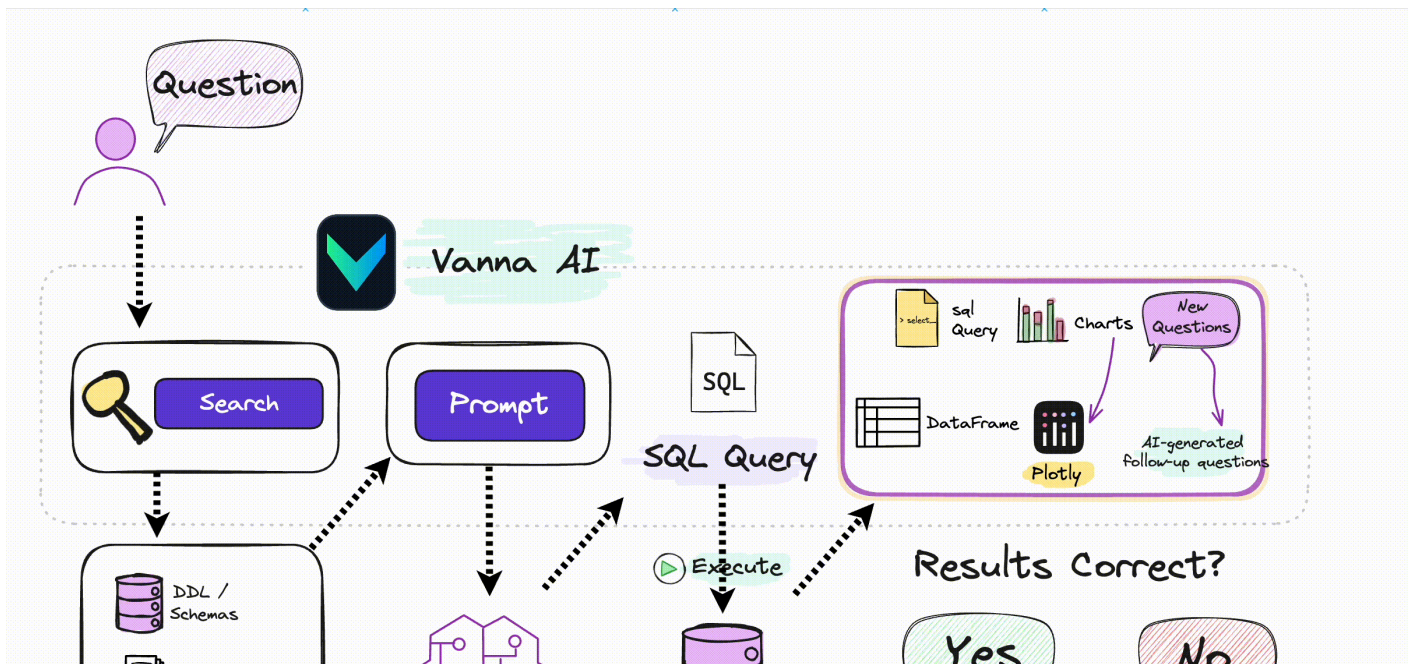 Question
Vanna AI
Search
Prompt
SQL
SQL Query
> select_
sql
Query
Charts
New
Questions
DataFrame
Plotly
AI-generated
follow-up questions
Execute
Results Correct?
DDL /
Schemas
Yes
No